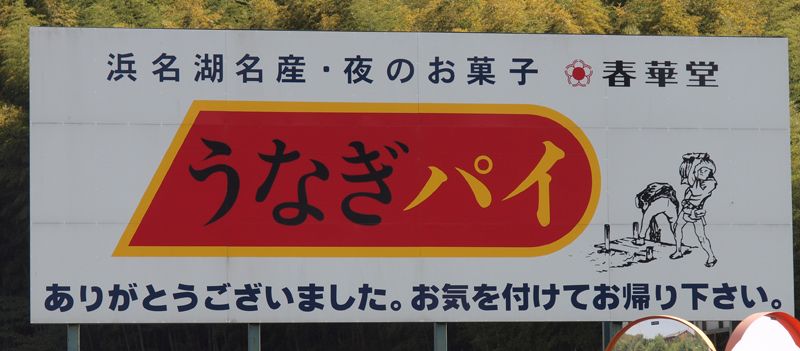 浜名湖名産・夜のお菓子 春華堂
うなぎパイ
ありがとうございました。お気を付けてお帰り下さい。